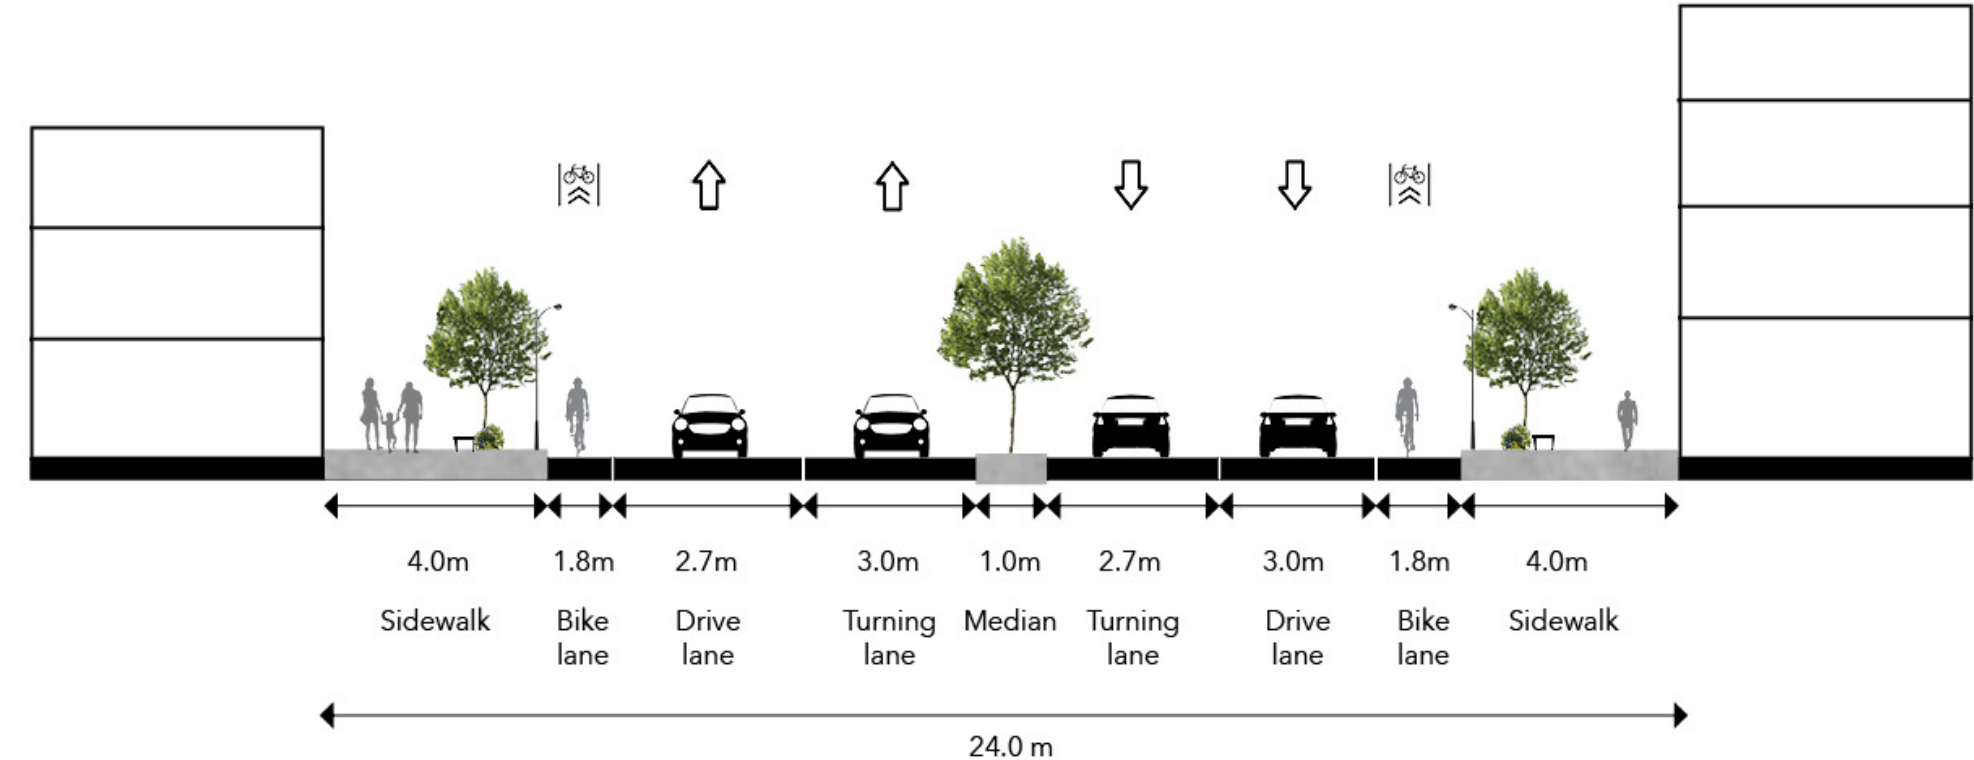 4.0m 1.8m 2.7m 3.0m 1.0m 2.7m 3.0m 1.8m 4.0m
Sidewalk Bike Drive Turning Median Turning Drive Bike Sidewalk
lane lane lane lane lane lane
24.0 m